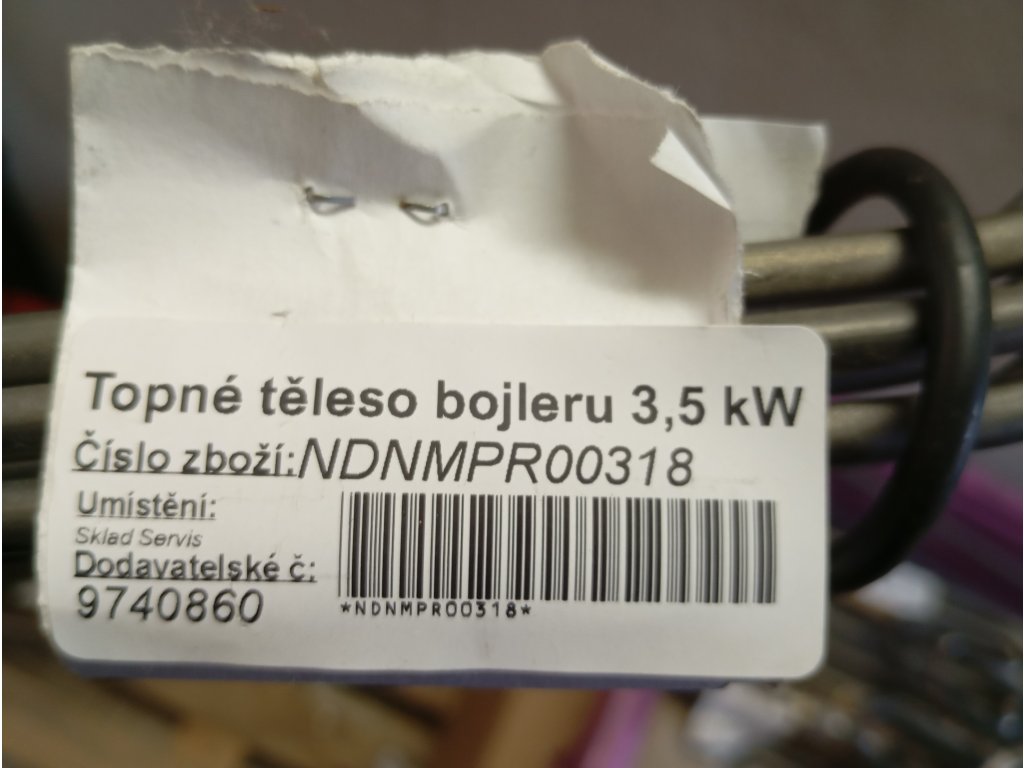 Topné těleso bojleru 3,5 kW
Číslo zboží: NDNMPR00318
Umístění:
Sklad Servis
Dodavatelské č:
9740860
*NDNMPR00318*